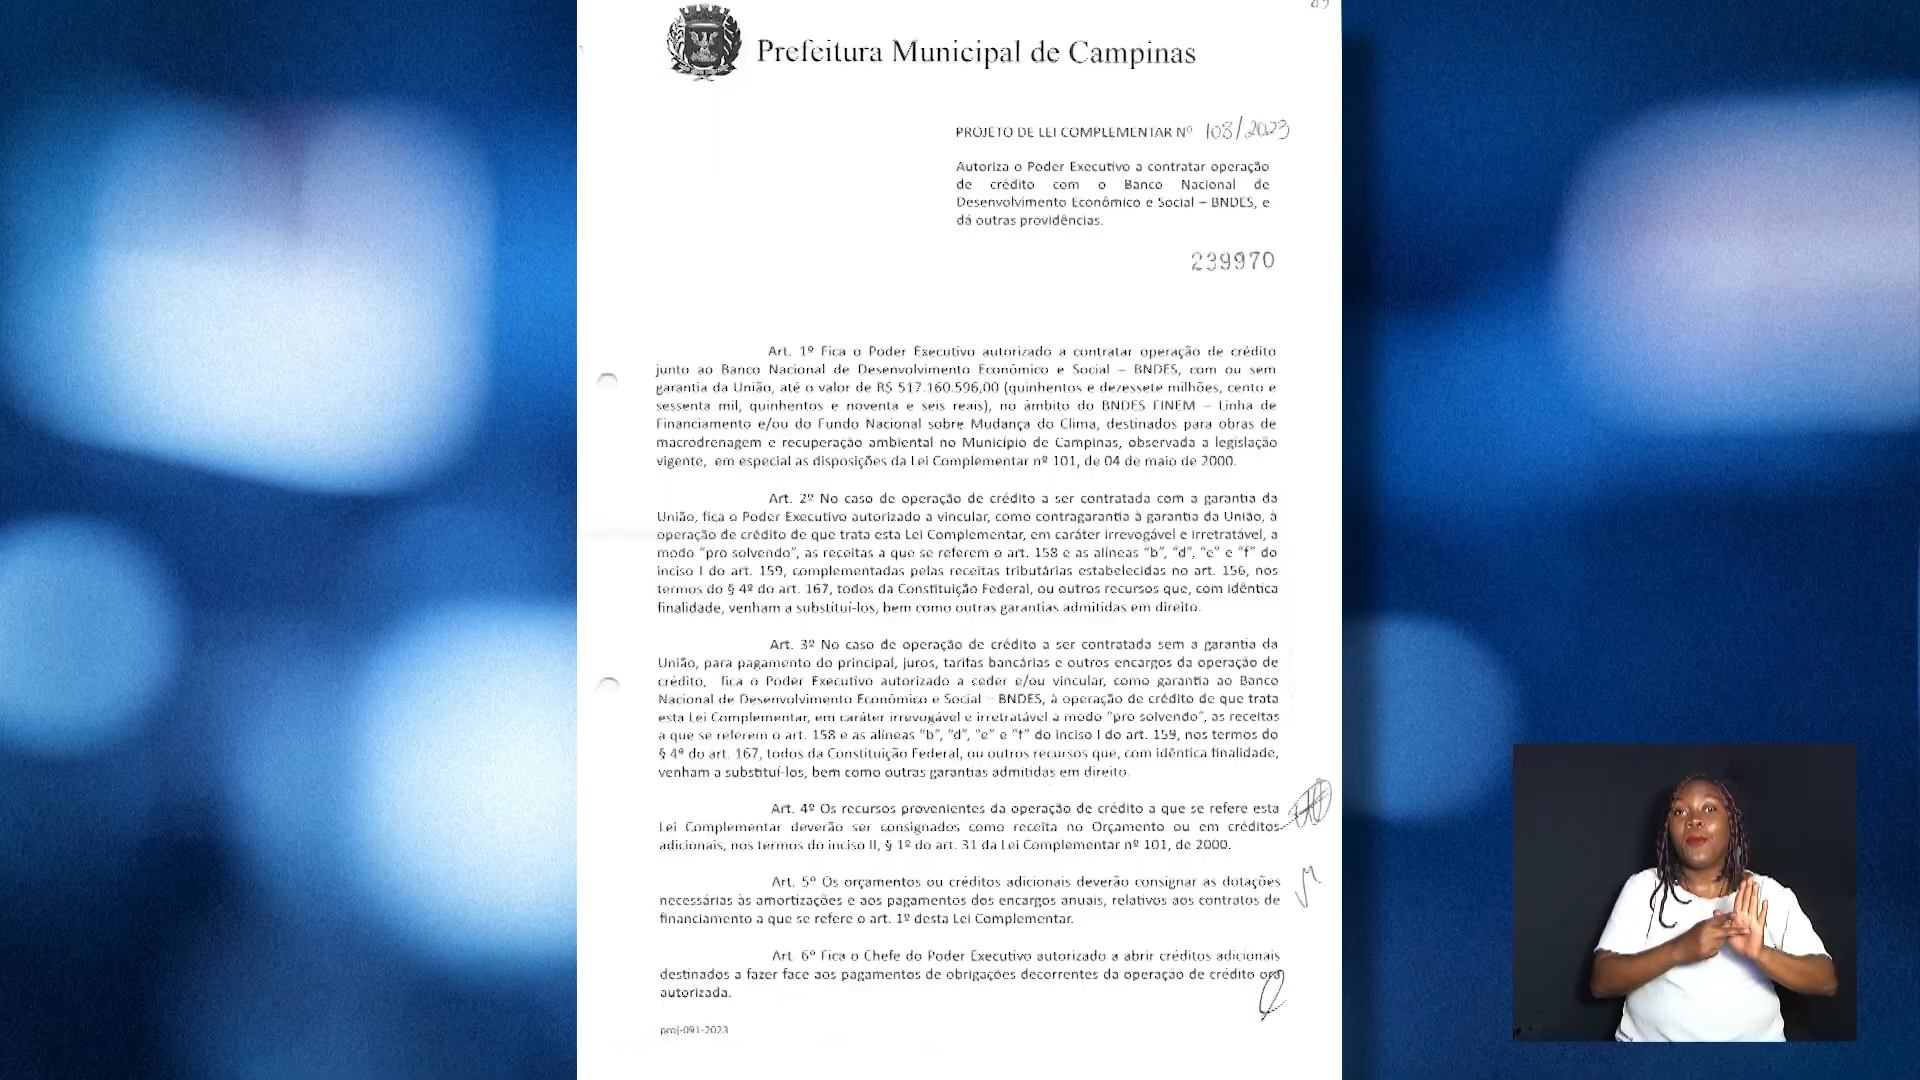 Prefeitura Municipal de Campinas
PROJETO DE LEI COMPLEMENTAR Nº 108/2023
Autoriza o Poder Executivo a contratar operação
de crédito com o Banco Nacional de
Desenvolvimento Econômico e Social – BNDES, e
dá outras providências.
239970
Art. 1º Fica o Poder Executivo autorizado a contratar operação de crédito
junto ao Banco Nacional de Desenvolvimento Econômico e Social – BNDES, com ou sem
garantia da União, até o valor de R$ 517.160.596,00 (quinhentos e dezessete milhões, cento e
sessenta mil, quinhentos e noventa e seis reais), no âmbito do BNDES FINEM – Linha de
Financiamento e/ou do Fundo Nacional sobre Mudança do Clima, destinados para obras de
macrodrenagem e recuperação ambiental no Município de Campinas, observada a legislação
vigente, em especial as disposições da Lei Complementar nº 101, de 04 de maio de 2000.
Art. 2º No caso de operação de crédito a ser contratada com a garantia da
União, fica o Poder Executivo autorizado a vincular, como contragarantia à garantia da União, à
operação de crédito de que trata esta Lei Complementar, em caráter irrevogável e irretratável, a
modo "pro solvendo", as receitas a que se referem o art. 158 e as alíneas "b", "d", "e" e "f" do
inciso I do art. 159, complementadas pelas receitas tributárias estabelecidas no art. 156, nos
termos do § 4º do art. 167, todos da Constituição Federal, ou outros recursos que, com idêntica
finalidade, venham a substituí-los, bem como outras garantias admitidas em direito.
Art. 3º No caso de operação de crédito a ser contratada sem a garantia da
União, para pagamento do principal, juros, tarifas bancárias e outros encargos da operação de
crédito, fica o Poder Executivo autorizado a ceder e/ou vincular, como garantia ao Banco
Nacional de Desenvolvimento Econômico e Social – BNDES, à operação de crédito de que trata
esta Lei Complementar, em caráter irrevogável e irretratável a modo "pro solvendo", as receitas
a que se referem o art. 158 e as alíneas "b", "d", "e" e "f" do inciso I do art. 159, nos termos do
§ 4º do art. 167, todos da Constituição Federal, ou outros recursos que, com idêntica finalidade,
venham a substituí-los, bem como outras garantias admitidas em direito.
Art. 4º Os recursos provenientes da operação de crédito a que se refere esta
Lei Complementar deverão ser consignados como receita no Orçamento ou em créditos
adicionais, nos termos do inciso II, § 1º do art. 31 da Lei Complementar nº 101, de 2000.
Art. 5º Os orçamentos ou créditos adicionais deverão consignar as dotações
necessárias às amortizações e aos pagamentos dos encargos anuais, relativos aos contratos de
financiamento a que se refere o art. 1º desta Lei Complementar.
Art. 6º Fica o Chefe do Poder Executivo autorizado a abrir créditos adicionais
destinados a fazer face aos pagamentos de obrigações decorrentes da operação de crédito ora
autorizada.
proj-091-2023